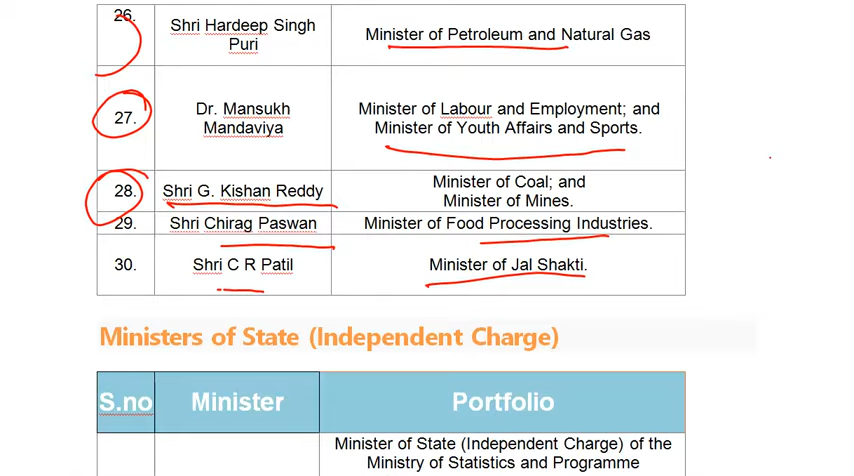 26.
Shri Hardeep Singh
Puri
Minister of Petroleum and Natural Gas
27.
Dr. Mansukh
Mandaviya
Minister of Labour and Employment; and
Minister of Youth Affairs and Sports.
28.
Shri G. Kishan Reddy
Minister of Coal; and
Minister of Mines.
29.
Shri Chirag Paswan
Minister of Food Processing Industries.
30.
Shri C R Patil
Minister of Jal Shakti.
Ministers of State (Independent Charge)
S.no
Minister
Portfolio
Minister of State (Independent Charge) of the
Ministry of Statistics and Programme